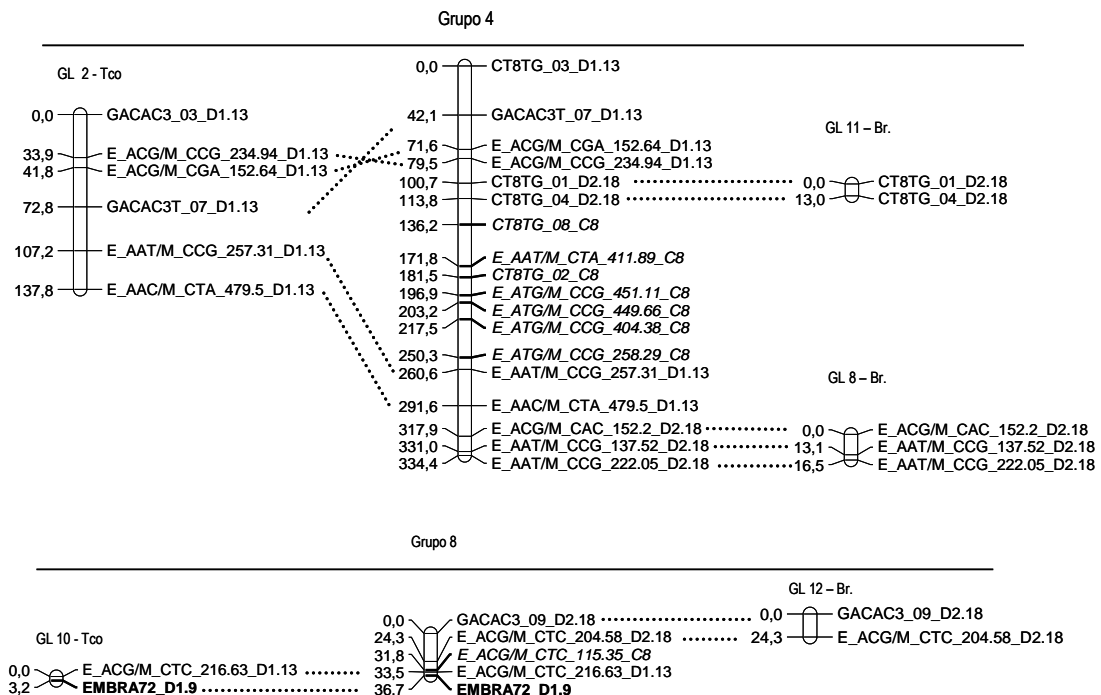 Grupo 4
GL 2 - Tco
0,0 GACAC3_03_D1.13
33,9 E_ACG/M_CCG_234.94_D1.13
41,8 E_ACG/M_CGA_152.64_D1.13
72,8 GACAC3T_07_D1.13
107,2 E_AAT/M_CCG_257.31_D1.13
137,8 E_AAC/M_CTA_479.5_D1.13
0,0 CT8TG_03_D1.13
42,1 GACAC3T_07_D1.13
71,6 E_ACG/M_CGA_152.64_D1.13
79,5 E_ACG/M_CCG_234.94_D1.13
100,7 CT8TG_01_D2.18
113,8 CT8TG_04_D2.18
136,2 CT8TG_08_C8
171,8 E_AAT/M_CTA_411.89_C8
181,5 CT8TG_02_C8
196,9 E_ATG/M_CCG_451.11_C8
203,2 E_ATG/M_CCG_449.66_C8
217,5 E_ATG/M_CCG_404.38_C8
250,3 E_ATG/M_CCG_258.29_C8
260,6 E_AAT/M_CCG_257.31_D1.13
291,6 E_AAC/M_CTA_479.5_D1.13
317,9 E_ACG/M_CAC_152.2_D2.18
331,0 E_AAT/M_CCG_137.52_D2.18
334,4 E_AAT/M_CCG_222.05_D2.18
GL 11 – Br.
0,0 CT8TG_01_D2.18
13,0 CT8TG_04_D2.18
GL 8 – Br.
0,0 E_ACG/M_CAC_152.2_D2.18
13,1 E_AAT/M_CCG_137.52_D2.18
16,5 E_AAT/M_CCG_222.05_D2.18
Grupo 8
GL 10 - Tco
0,0 E_ACG/M_CTC_216.63_D1.13
3,2 EMBRA72_D1.9
0,0 GACAC3_09_D2.18
24,3 E_ACG/M_CTC_204.58_D2.18
31,8 E_ACG/M_CTC_115.35_C8
33,5 E_ACG/M_CTC_216.63_D1.13
36,7 EMBRA72_D1.9
GL 12 – Br.
0,0 GACAC3_09_D2.18
24,3 E_ACG/M_CTC_204.58_D2.18